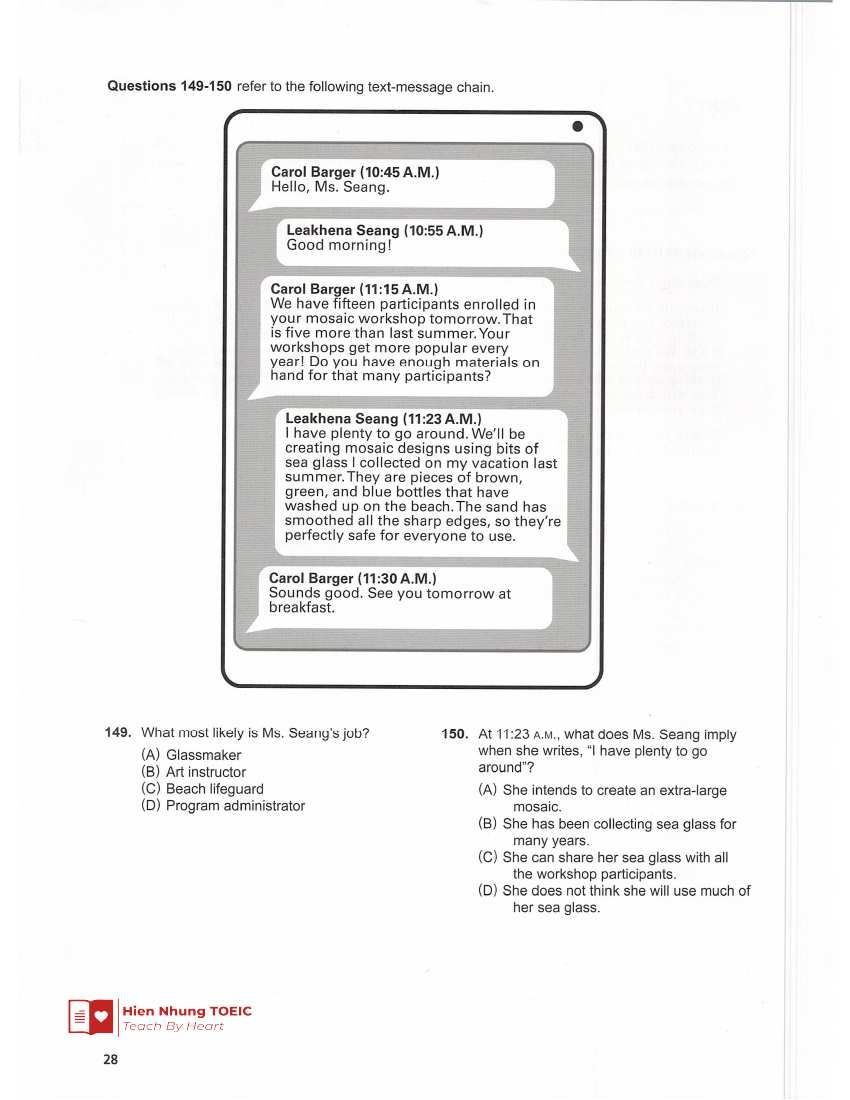 Questions 149-150 refer to the following text-message chain.
Carol Barger (10:45 A.M.)
Hello, Ms. Seang.
Leakhena Seang (10:55 A.M.)
Good morning!
Carol Barger (11:15 A.M.)
We have fifteen participants enrolled in
your mosaic workshop tomorrow. That
is five more than last summer. Your
workshops get more popular every
year! Do you have enough materials on
hand for that many participants?
Leakhena Seang (11:23 A.M.)
I have plenty to go around. We'll be
creating mosaic designs using bits of
sea glass I collected on my vacation last
summer. They are pieces of brown,
green, and blue bottles that have
washed up on the beach. The sand has
smoothed all the sharp edges, so they're
perfectly safe for everyone to use.
Carol Barger (11:30 A.M.)
Sounds good. See you tomorrow at
breakfast.
149. What most likely is Ms. Seang's job?
(A) Glassmaker
(B) Art instructor
(C) Beach lifeguard
(D) Program administrator
150. At 11:23 A.M., what does Ms. Seang imply
when she writes, "I have plenty to go
around"?
(A) She intends to create an extra-large
mosaic.
(B) She has been collecting sea glass for
many years.
(C) She can share her sea glass with all
the workshop participants.
(D) She does not think she will use much of
her sea glass.
Hien Nhung TOEIC
Teach By Heart
28